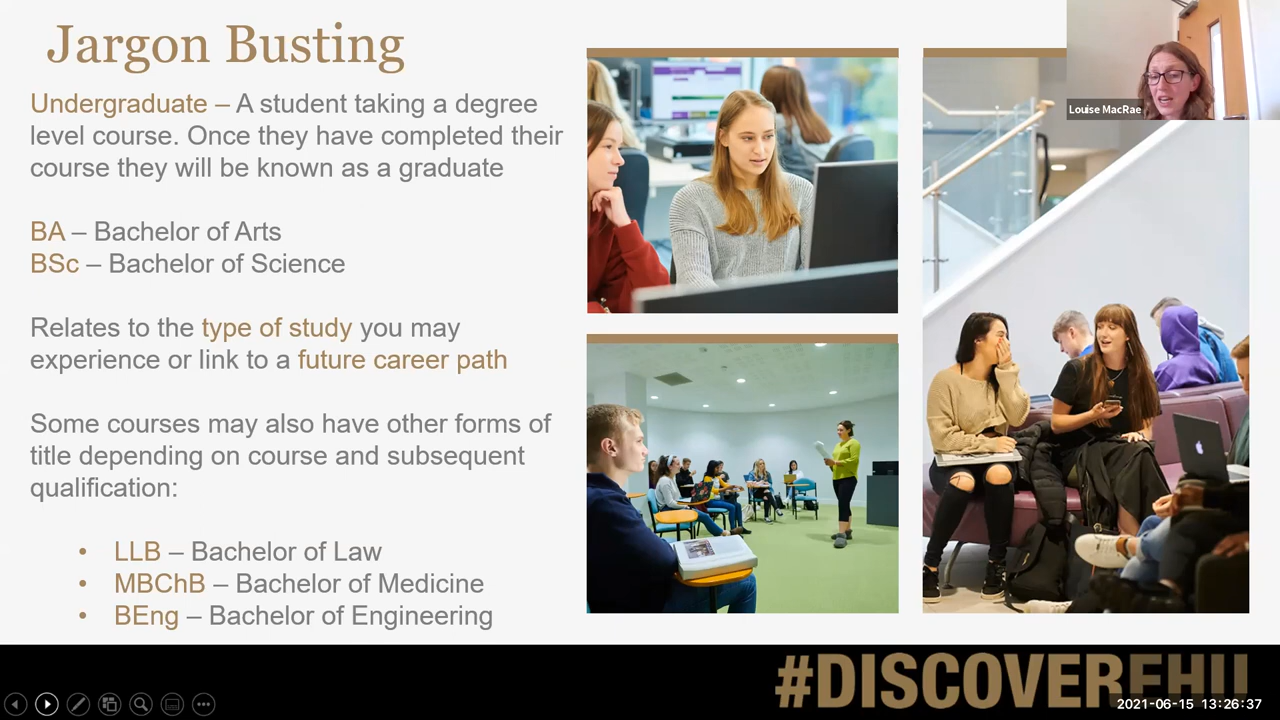 Jargon Busting
Undergraduate – A student taking a degree
level course. Once they have completed their
course they will be known as a graduate
BA – Bachelor of Arts
BSc – Bachelor of Science
Relates to the type of study you may
experience or link to a future career path
Some courses may also have other forms of
title depending on course and subsequent
qualification:
• LLB – Bachelor of Law
• MBChB – Bachelor of Medicine
• BEng – Bachelor of Engineering
Louise MacRae
#DISCOVEREHU
2021-06-15 13:26:37